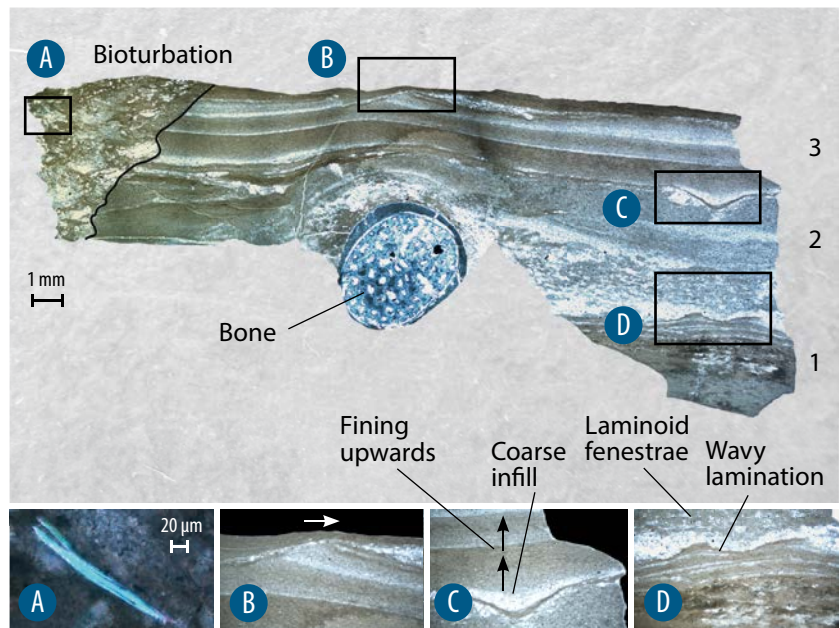 A
Bioturbation
B
3
C
2
1 mm
D
Bone
1
Fining
upwards
Coarse
infill
Laminoid
fenestrae
Wavy
lamination
20 µm
A
B
C
D